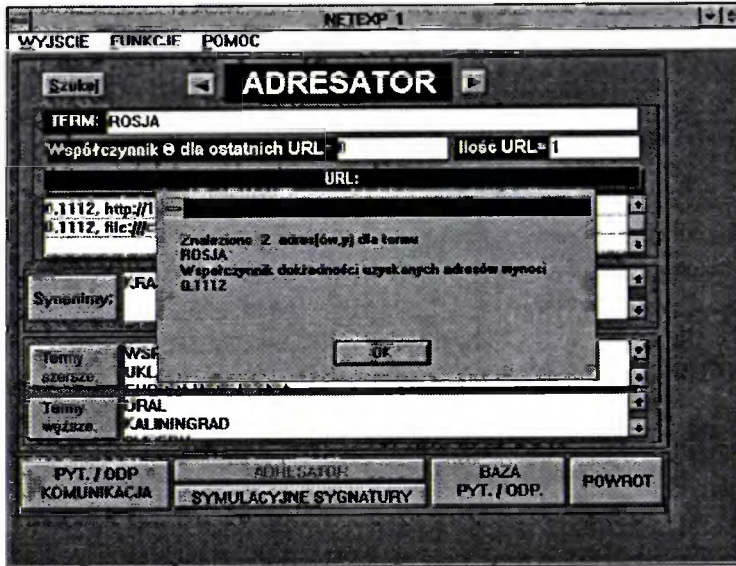 NETEXP_1
WYJSCIE FUNKCJE POMOC
Szukaj
ADRESATOR
TERM: ROSJA
Współczynnik Θ dla ostatnich URL= 0 Ilość URL= 1
URL:
0.1112, http://1
0.1112, file:///c
Znaleziono 2 adres(ów,y) dla termu
ROSJA
Współczynnik dokładności uzyskanych adresów wynosi
0.1112
OK
Synonimy:
Termy szersze
UKL
Termy węższe
URAL
KALININGRAD
PYT. / ODP KOMUNIKACJA
ADRESATOR
SYMULACYJNE SYGNATURY
BAZA PYT. / ODP.
POWROT